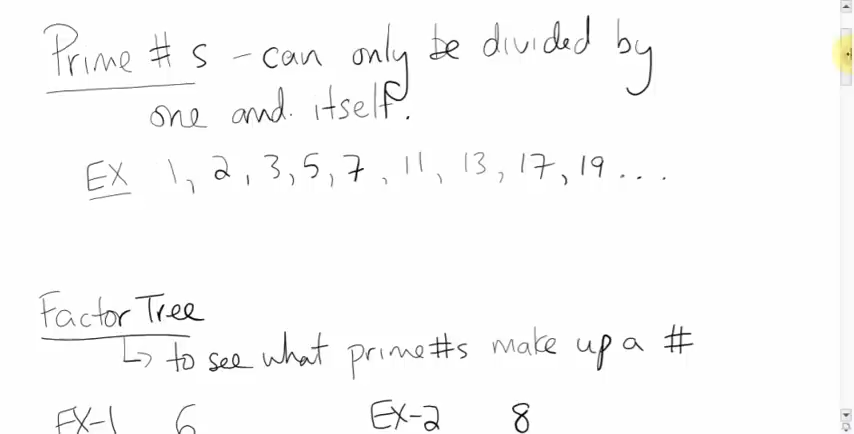 Prime #s - can only be divided by
one and. itself.
EX 1, 2, 3, 5, 7, 11, 13, 17, 19 ...
Factor Tree
↳ to see what prime #s make up a #
EX-1 6 EX-2 8